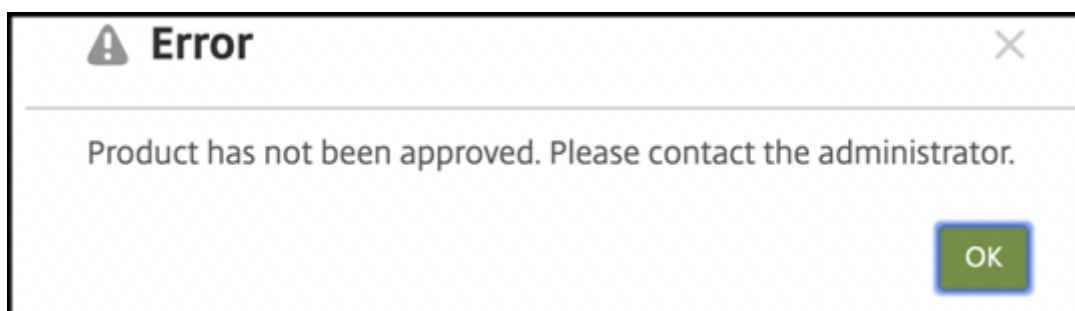 Error
Product has not been approved. Please contact the administrator.
OK